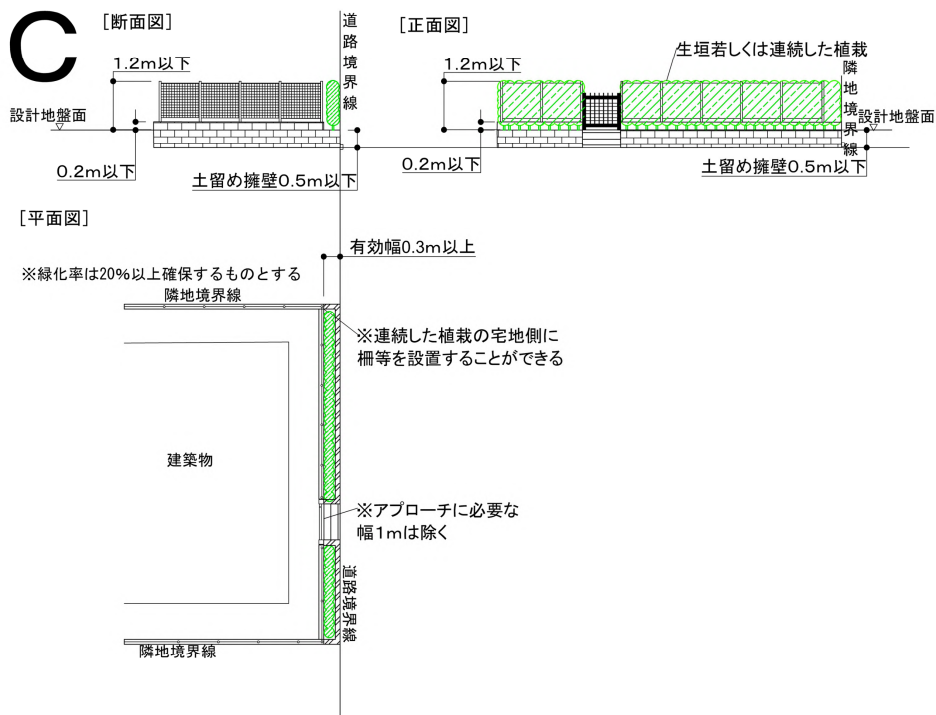 C
［断面図］
道路境界線
1.2ｍ以下
設計地盤面
0.2ｍ以下
土留め擁壁0.5ｍ以下
［正面図］
生垣若しくは連続した植栽
隣地境界線
1.2ｍ以下
設計地盤面
0.2ｍ以下
土留め擁壁0.5ｍ以下
［平面図］
有効幅0.3ｍ以上
※緑化率は20％以上確保するものとする
隣地境界線
※連続した植栽の宅地側に
柵等を設置することができる
建築物
※アプローチに必要な
幅１ｍは除く
道路境界線
隣地境界線